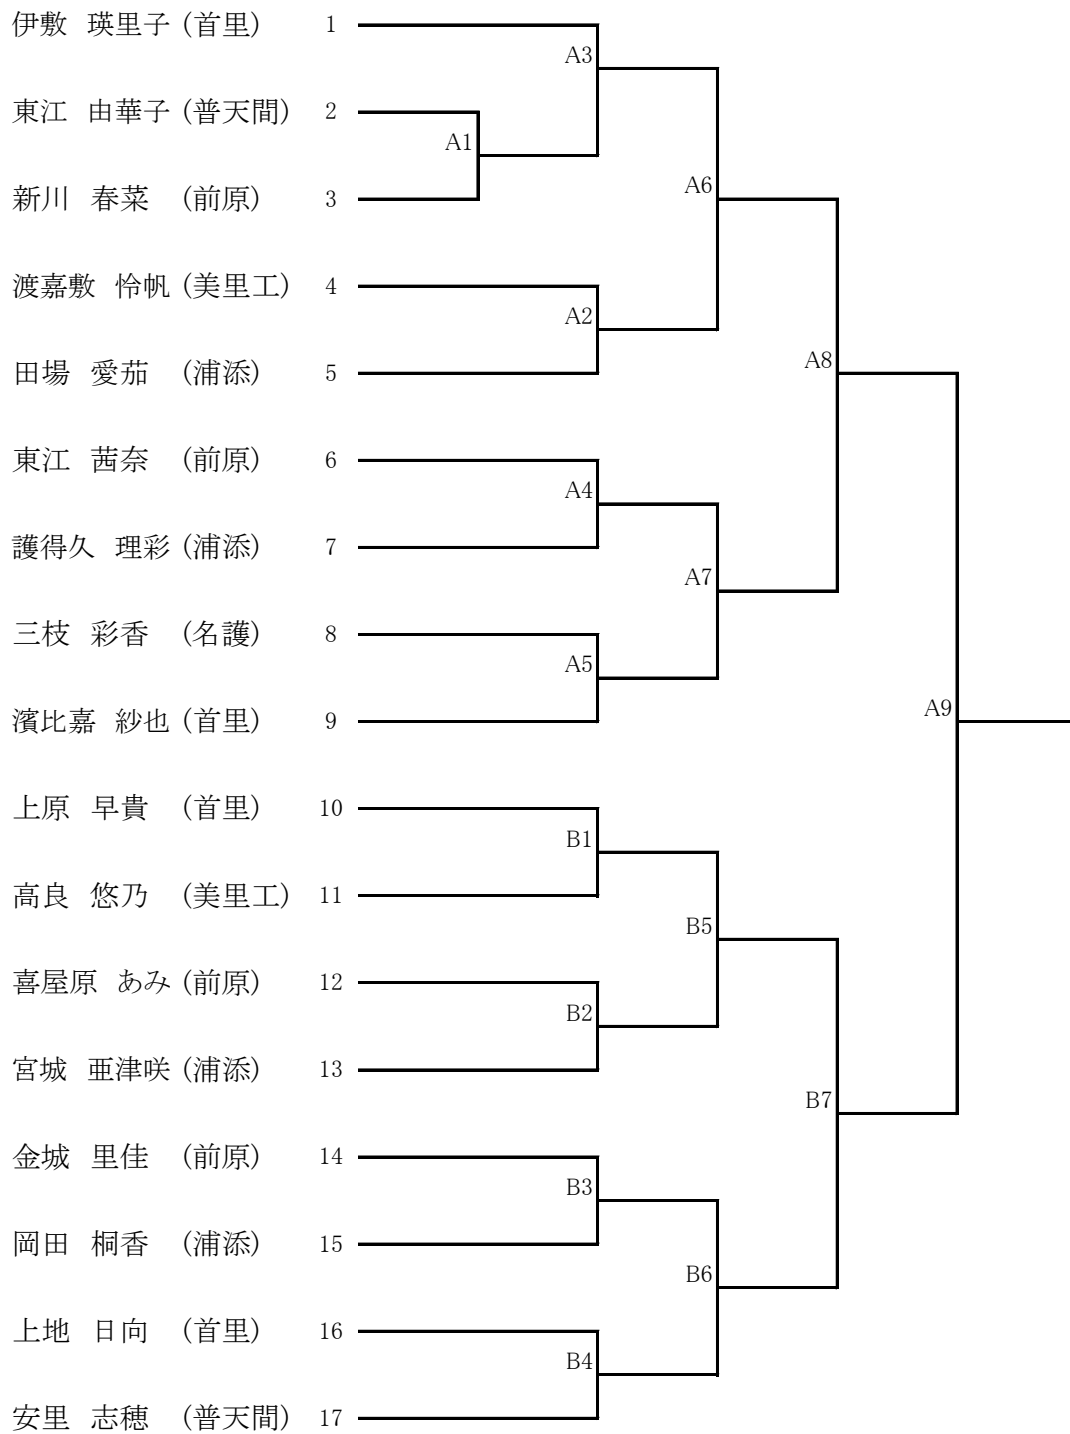 伊敷 瑛里子 (首里) 1
A3
東江 由華子 (普天間) 2
A1
新川 春菜 (前原) 3
A6
渡嘉敷 怜帆 (美里工) 4
A2
田場 愛茄 (浦添) 5
A8
東江 茜奈 (前原) 6
A4
護得久 理彩 (浦添) 7
A7
三枝 彩香 (名護) 8
A5
濱比嘉 紗也 (首里) 9
A9
上原 早貴 (首里) 10
B1
高良 悠乃 (美里工) 11
B5
喜屋原 あみ (前原) 12
B2
宮城 亜津咲 (浦添) 13
B7
金城 里佳 (前原) 14
B3
岡田 桐香 (浦添) 15
B6
上地 日向 (首里) 16
B4
安里 志穂 (普天間) 17